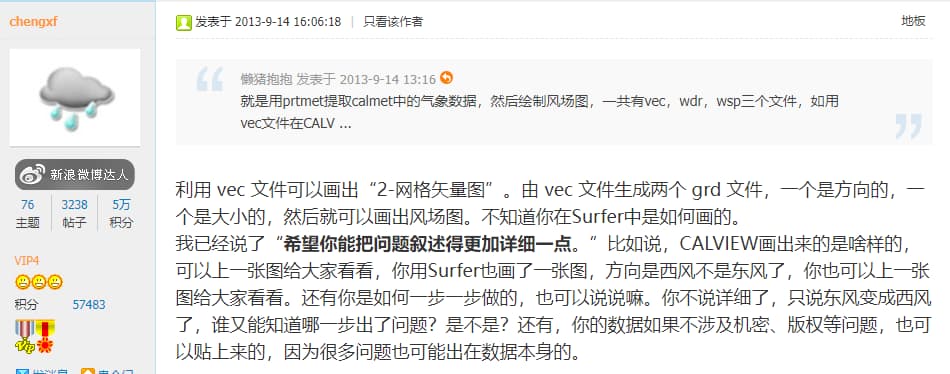 chengxf
发表于 2013-9-14 16:06:18 | 只看该作者
地板
懒猪抱抱 发表于 2013-9-14 13:16
就是用prtmet提取calmet中的气象数据，然后绘制风场图，一共有vec，wdr，wsp三个文件，如用
vec文件在CALV ...
新浪微博达人
76 3238 5万
主题 帖子 积分
VIP4
积分 57483
利用 vec 文件可以画出“2-网格矢量图”。由 vec 文件生成两个 grd 文件，一个是方向的，一
个是大小的，然后就可以画出风场图。不知道你在Surfer中是如何画的。
我已经说了“希望你能把问题叙述得更加详细一点。”比如说，CALVIEW画出来的是啥样的，
可以上一张图给大家看看，你用Surfer也画了一张图，方向是西风不是东风了，你也可以上一张
图给大家看看。还有你是如何一步一步做的，也可以说说嘛。你不说详细了，只说东风变成西风
了，谁又能知道哪一步出了问题？是不是？还有，你的数据如果不涉及机密、版权等问题，也可
以贴上来的，因为很多问题也可能出在数据本身的。